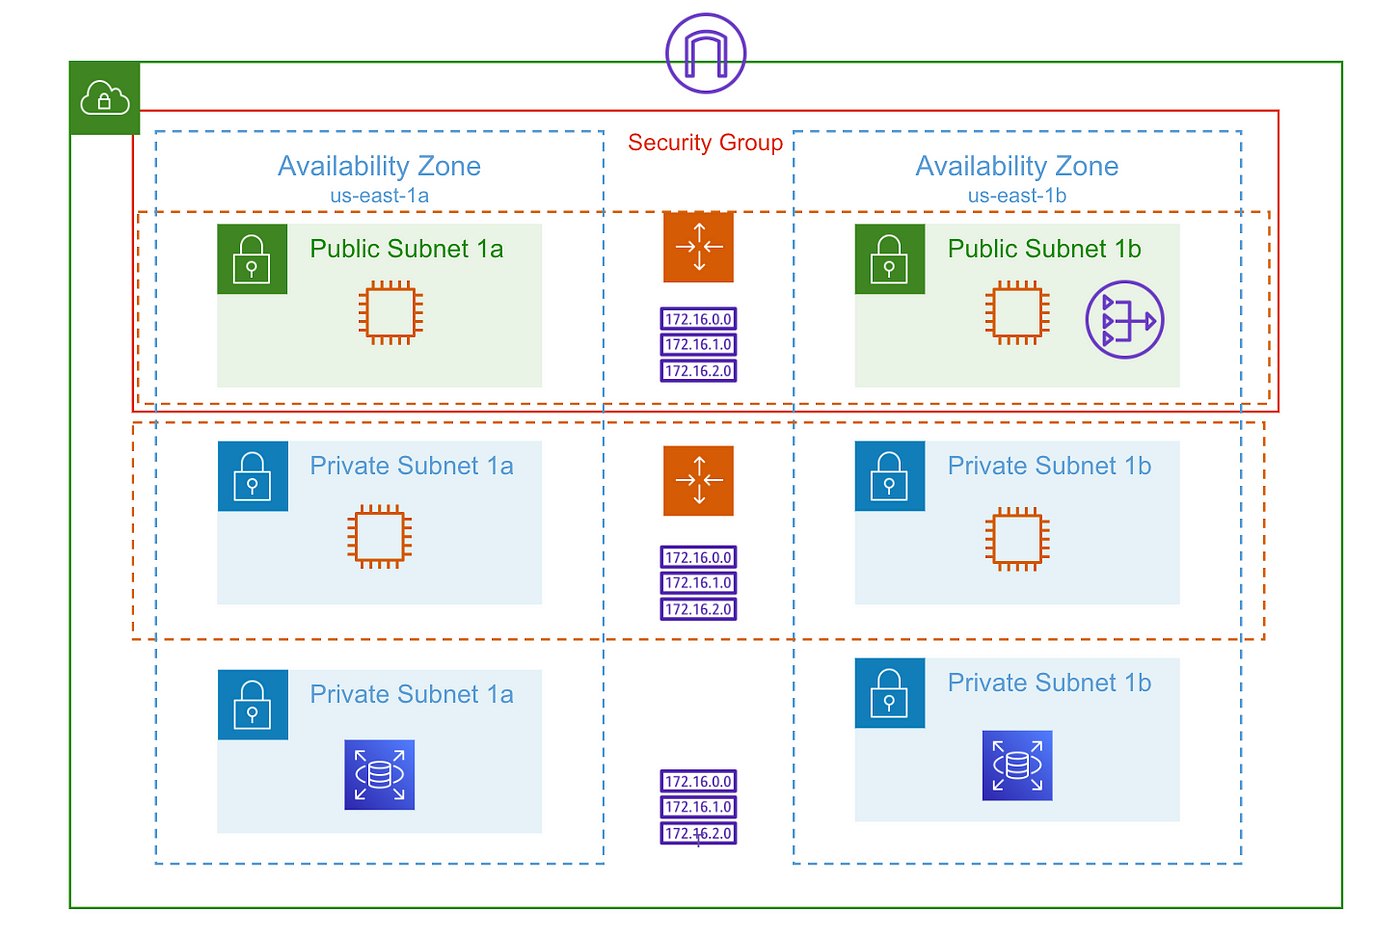 Security Group
Availability Zone
us-east-1a
Availability Zone
us-east-1b
Public Subnet 1a
Public Subnet 1b
172.16.0.0
172.16.1.0
172.16.2.0
Private Subnet 1a
Private Subnet 1b
172.16.0.0
172.16.1.0
172.16.2.0
Private Subnet 1a
Private Subnet 1b
172.16.0.0
172.16.1.0
172.16.2.0